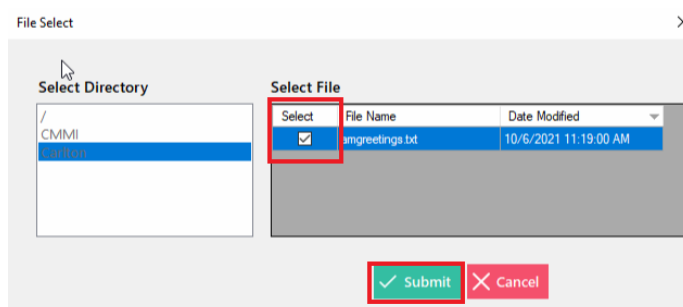 File Select
Select Directory
Select File
/
CMMI
Carlton
Select File Name Date Modified
amgreetings.txt 10/6/2021 11:19:00 AM
Submit Cancel